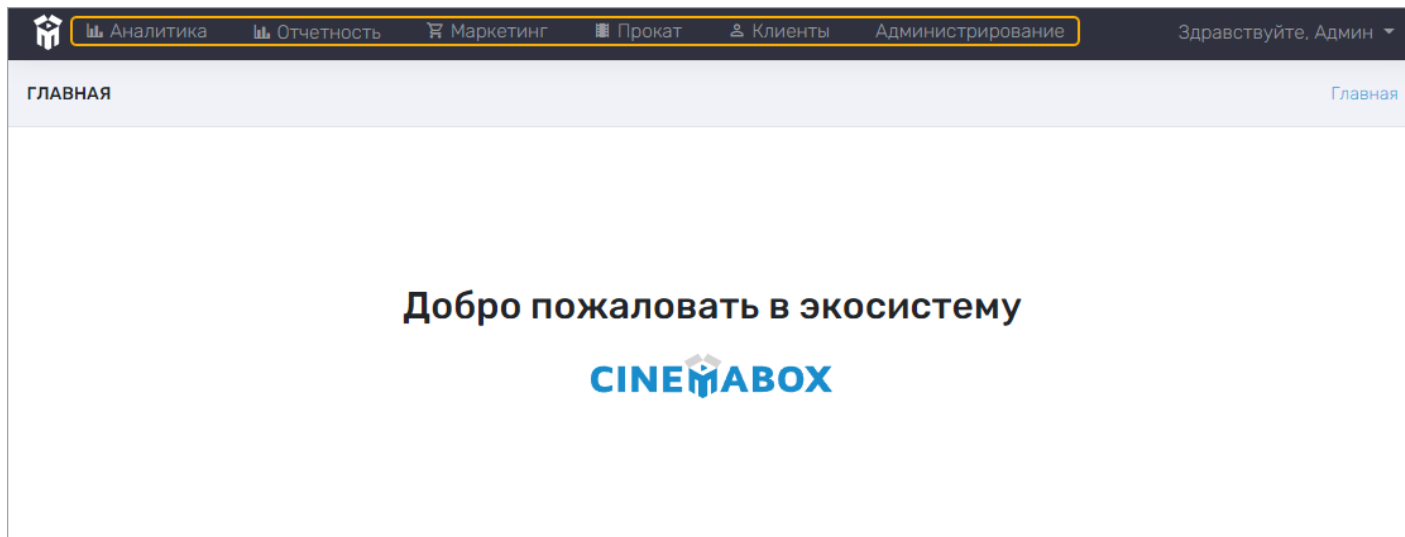 Аналитика Отчетность Маркетинг Прокат Клиенты Администрирование Здравствуйте, Админ
ГЛАВНАЯ Главная
Добро пожаловать в экосистему
CINEMABOX